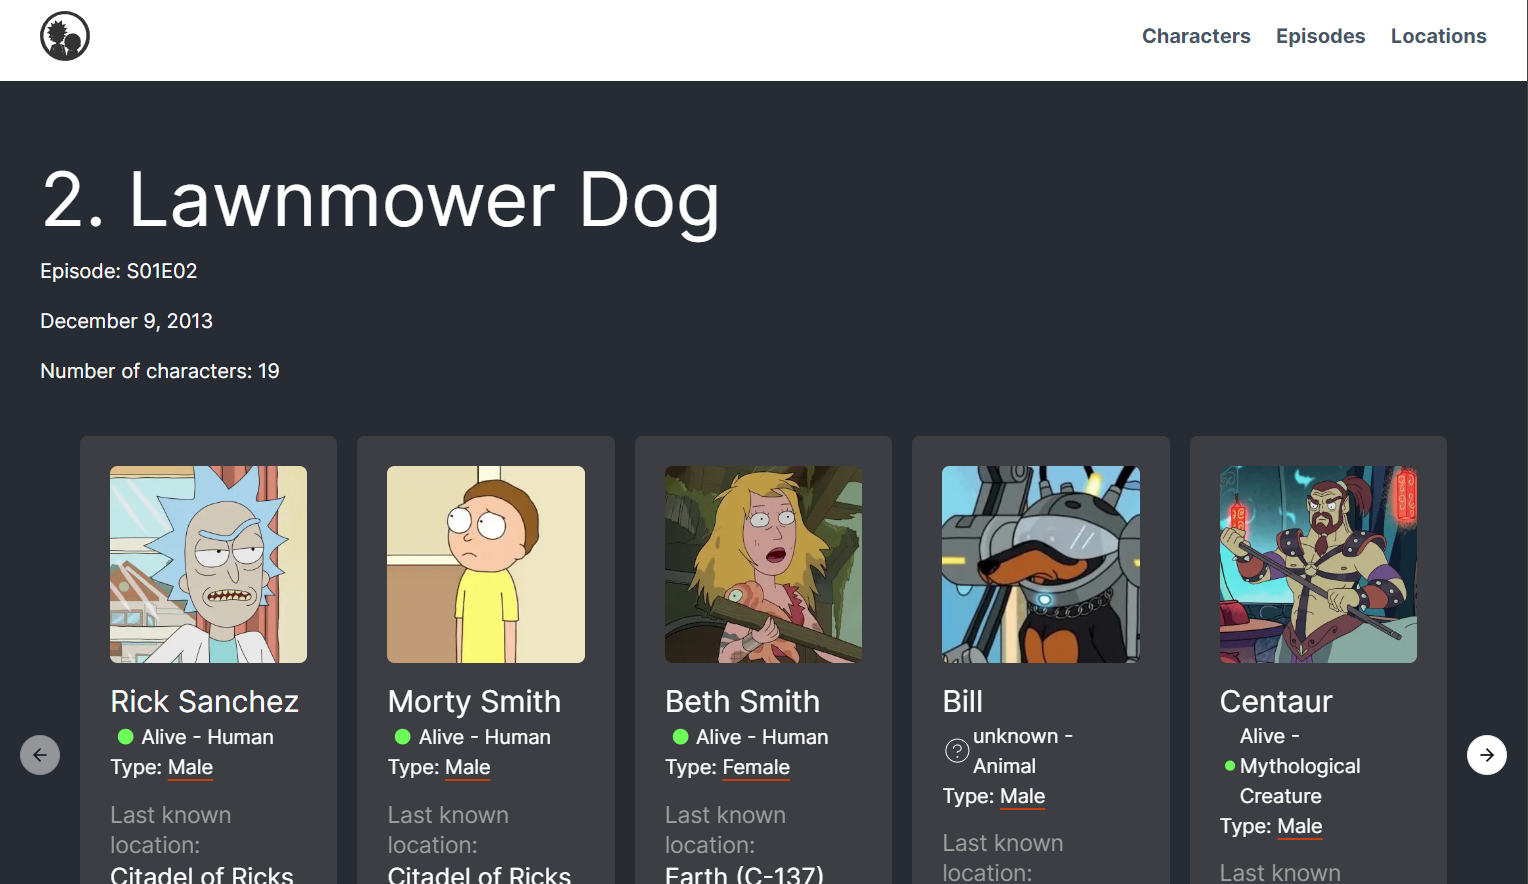 Characters Episodes Locations
2. Lawnmower Dog
Episode: S01E02
December 9, 2013
Number of characters: 19
Rick Sanchez
Alive - Human
Type: Male
Last known
location:
Citadel of Ricks
Morty Smith
Alive - Human
Type: Male
Last known
location:
Citadel of Ricks
Beth Smith
Alive - Human
Type: Female
Last known
location:
Earth (C-137)
Bill
unknown -
Animal
Type: Male
Last known
location:
Centaur
Alive -
Mythological
Creature
Type: Male
Last known